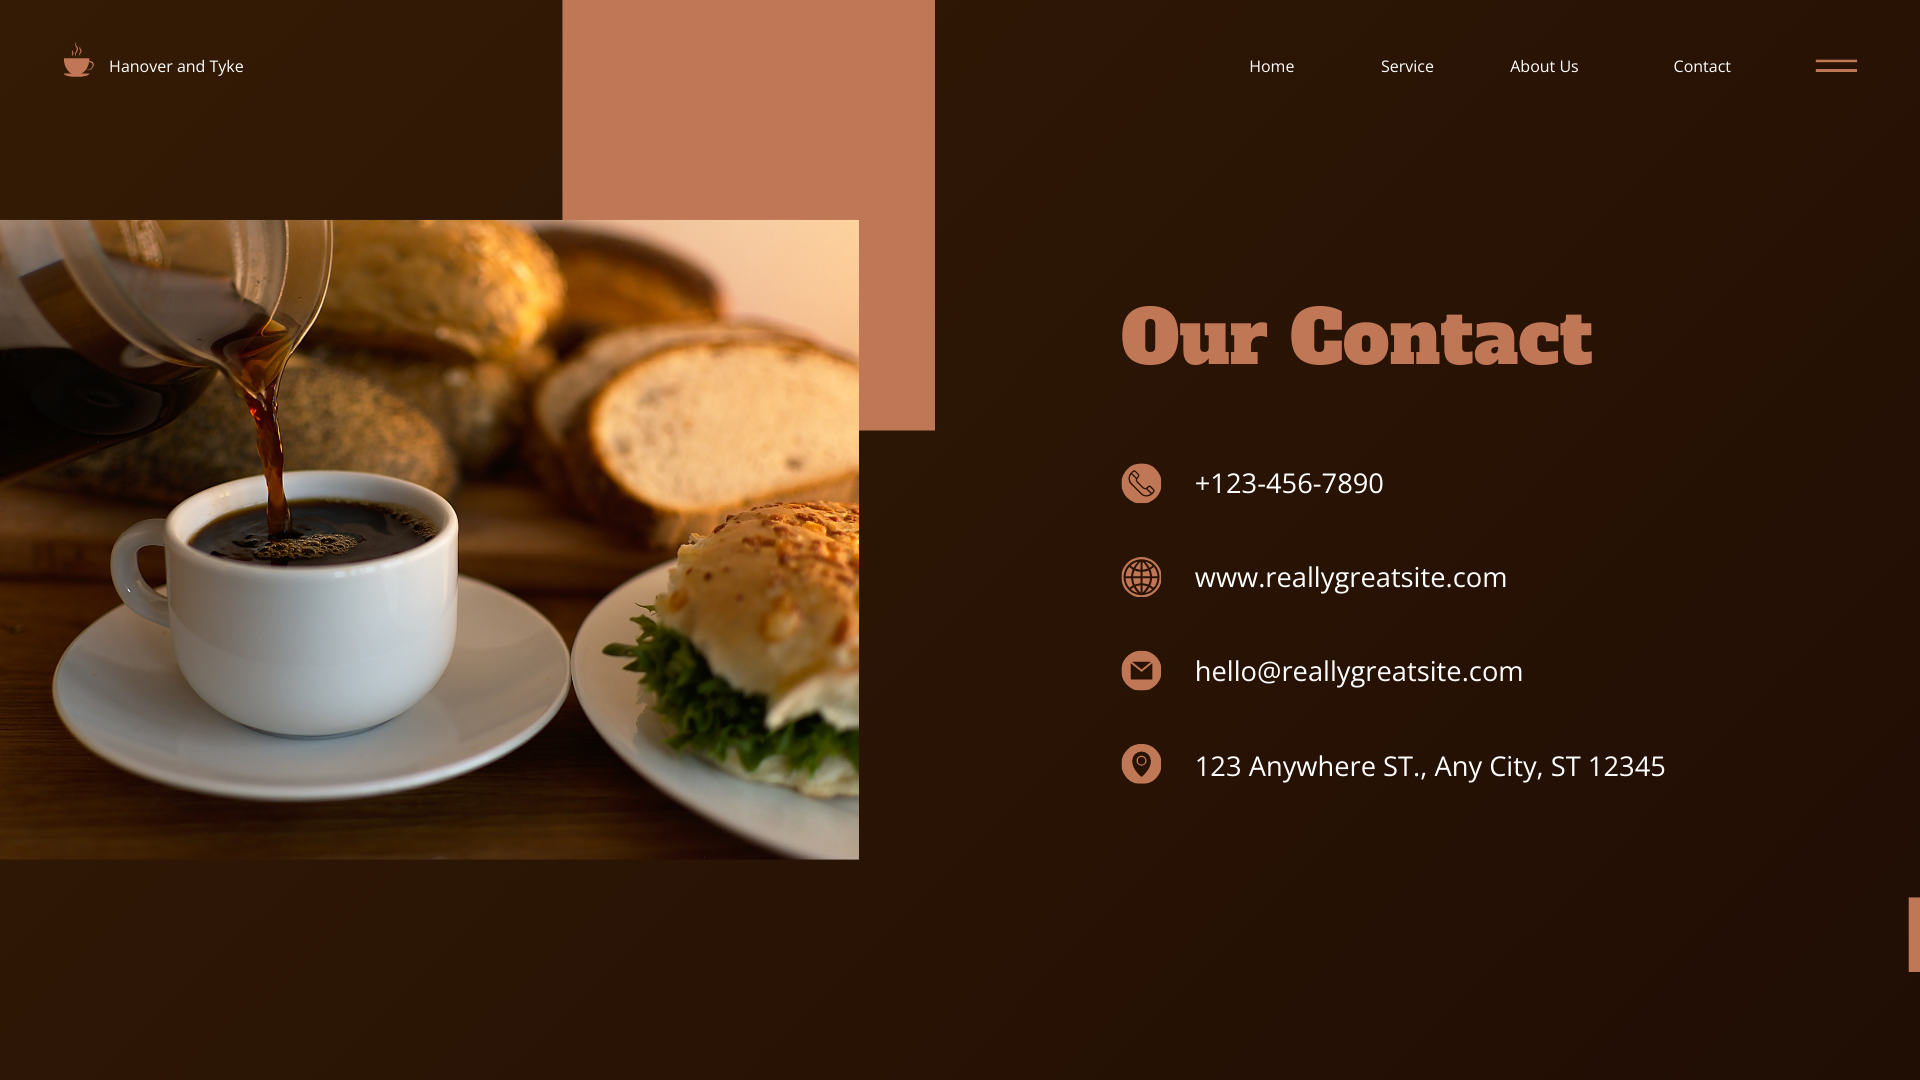 Hanover and Tyke
Home Service About Us Contact
Our Contact
+123-456-7890
www.reallygreatsite.com
hello@reallygreatsite.com
123 Anywhere ST., Any City, ST 12345